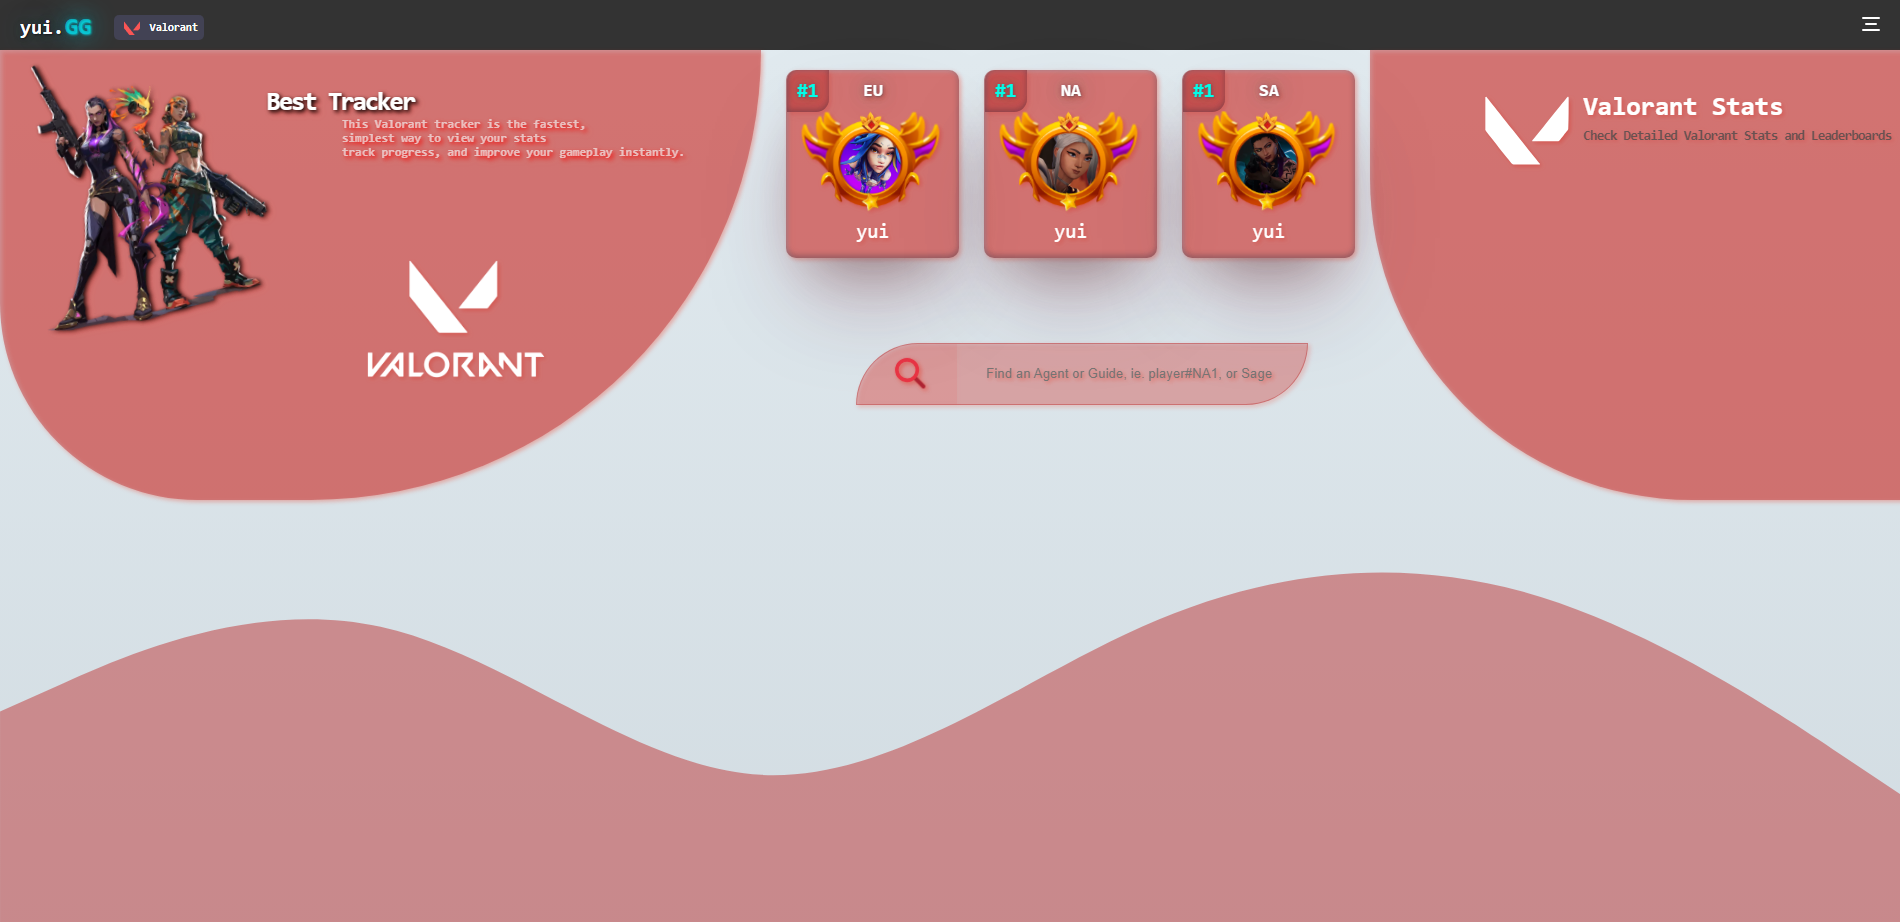 yui.GG
Valorant
Best Tracker
This Valorant tracker is the fastest,
simplest way to view your stats
track progress, and improve your gameplay instantly.
VALORANT
#1
EU
yui
#1
NA
yui
#1
SA
yui
Find an Agent or Guide, ie. player#NA1, or Sage
Valorant Stats
Check Detailed Valorant Stats and Leaderboards